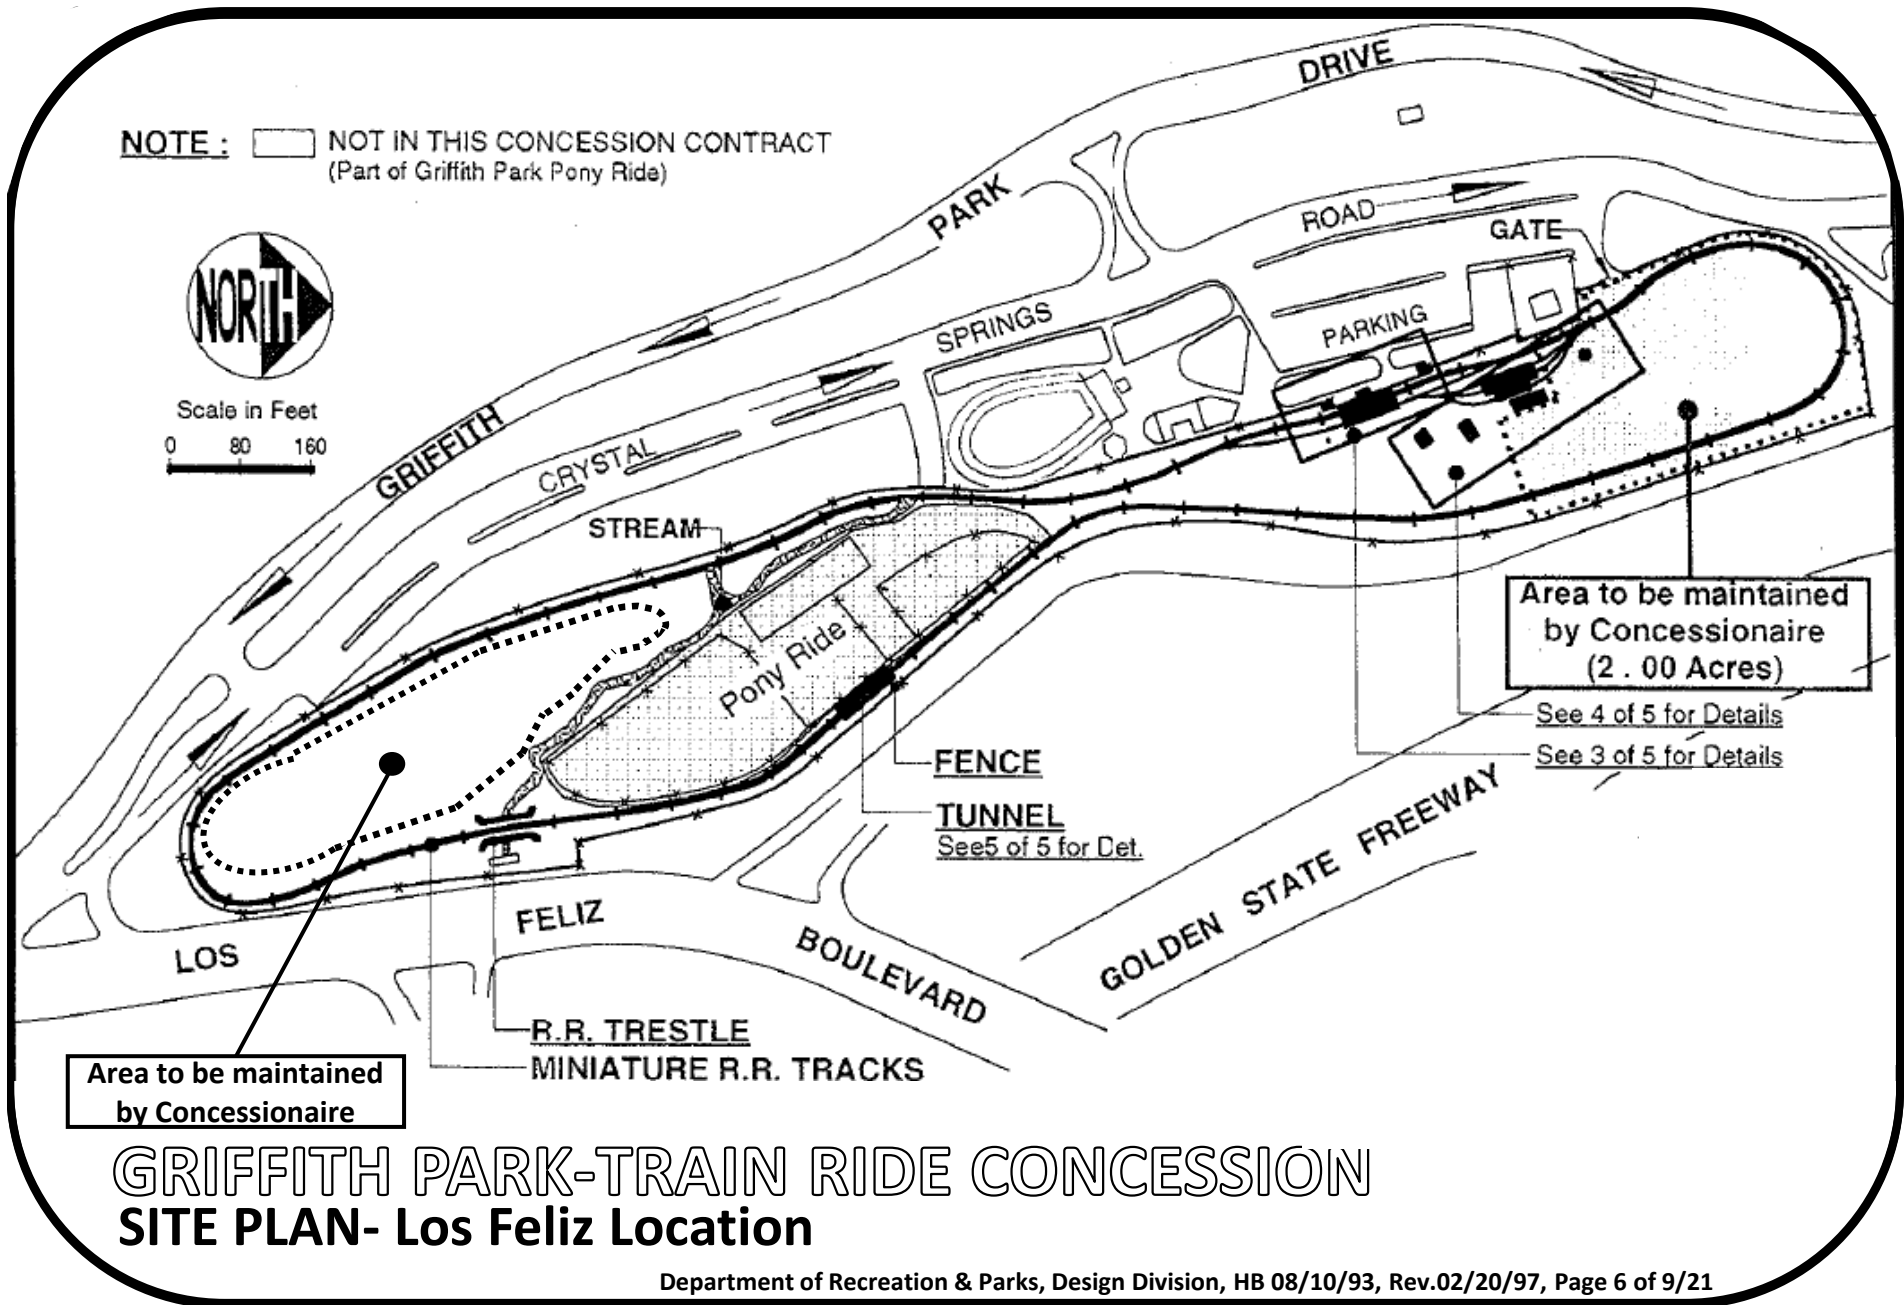 DRIVE
NOTE : NOT IN THIS CONCESSION CONTRACT
(Part of Griffith Park Pony Ride)
PARK
ROAD
GATE
NORTH
SPRINGS
PARKING
Scale in Feet
0 80 160
GRIFFITH
CRYSTAL
STREAM
Pony Ride
Area to be maintained
by Concessionaire
(2 . 00 Acres)
See 4 of 5 for Details
See 3 of 5 for Details
FENCE
TUNNEL
See5 of 5 for Det.
GOLDEN STATE FREEWAY
LOS FELIZ BOULEVARD
R.R. TRESTLE
MINIATURE R.R. TRACKS
Area to be maintained
by Concessionaire
GRIFFITH PARK-TRAIN RIDE CONCESSION
SITE PLAN- Los Feliz Location
Department of Recreation & Parks, Design Division, HB 08/10/93, Rev.02/20/97, Page 6 of 9/21